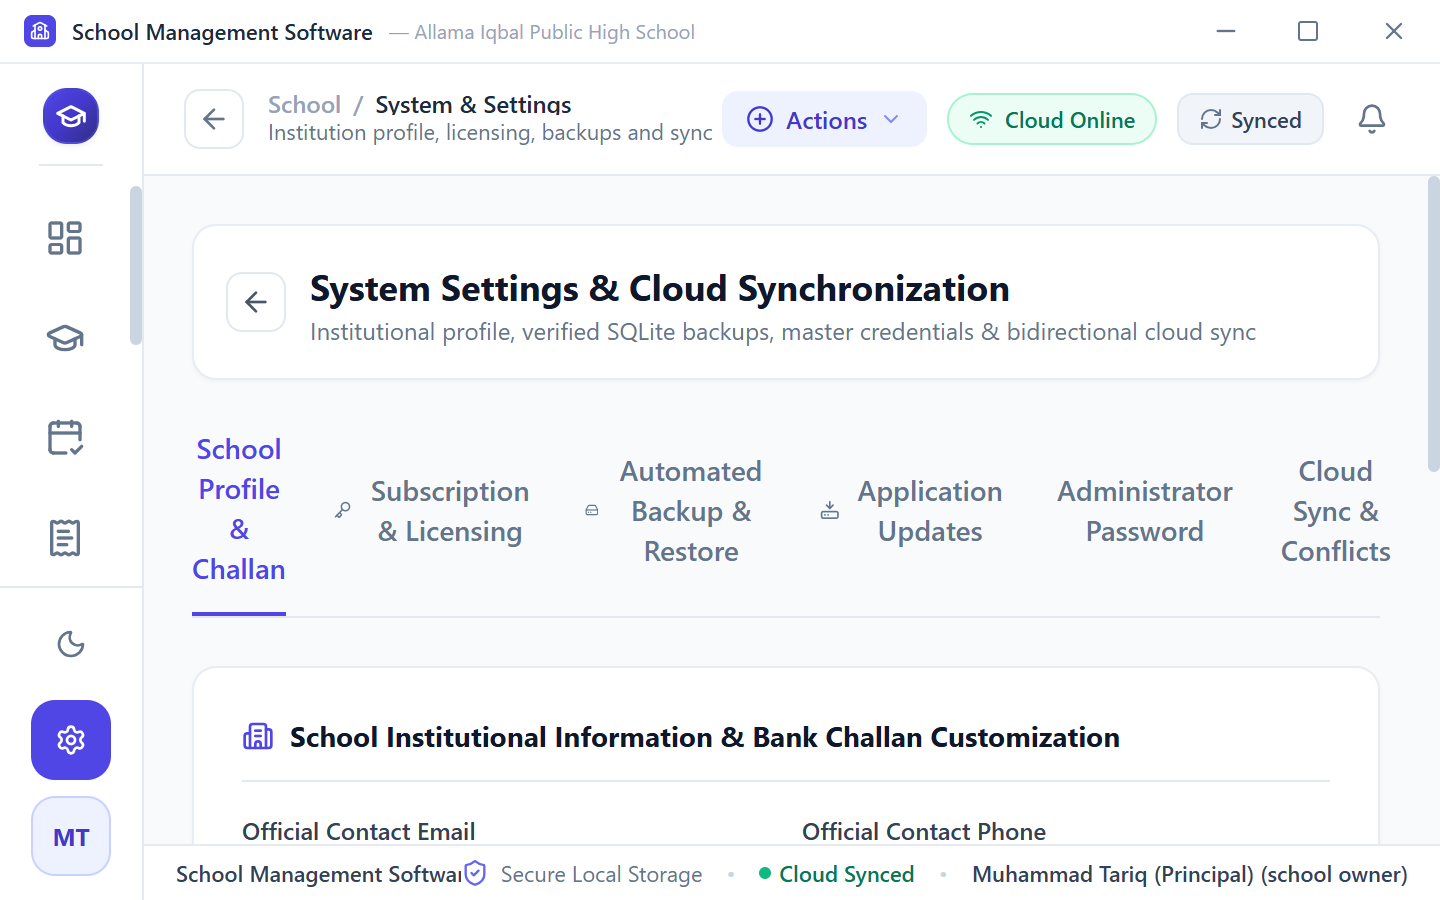 School Management Software — Allama Iqbal Public High School
School / System & Settings
Institution profile, licensing, backups and sync
Actions
Cloud Online
Synced
System Settings & Cloud Synchronization
Institutional profile, verified SQLite backups, master credentials & bidirectional cloud sync
School
Profile
&
Challan
Subscription
& Licensing
Automated
Backup &
Restore
Application
Updates
Administrator
Password
Cloud
Sync &
Conflicts
School Institutional Information & Bank Challan Customization
Official Contact Email
Official Contact Phone
MT
School Management Softwar
Secure Local Storage
• Cloud Synced
• Muhammad Tariq (Principal) (school owner)